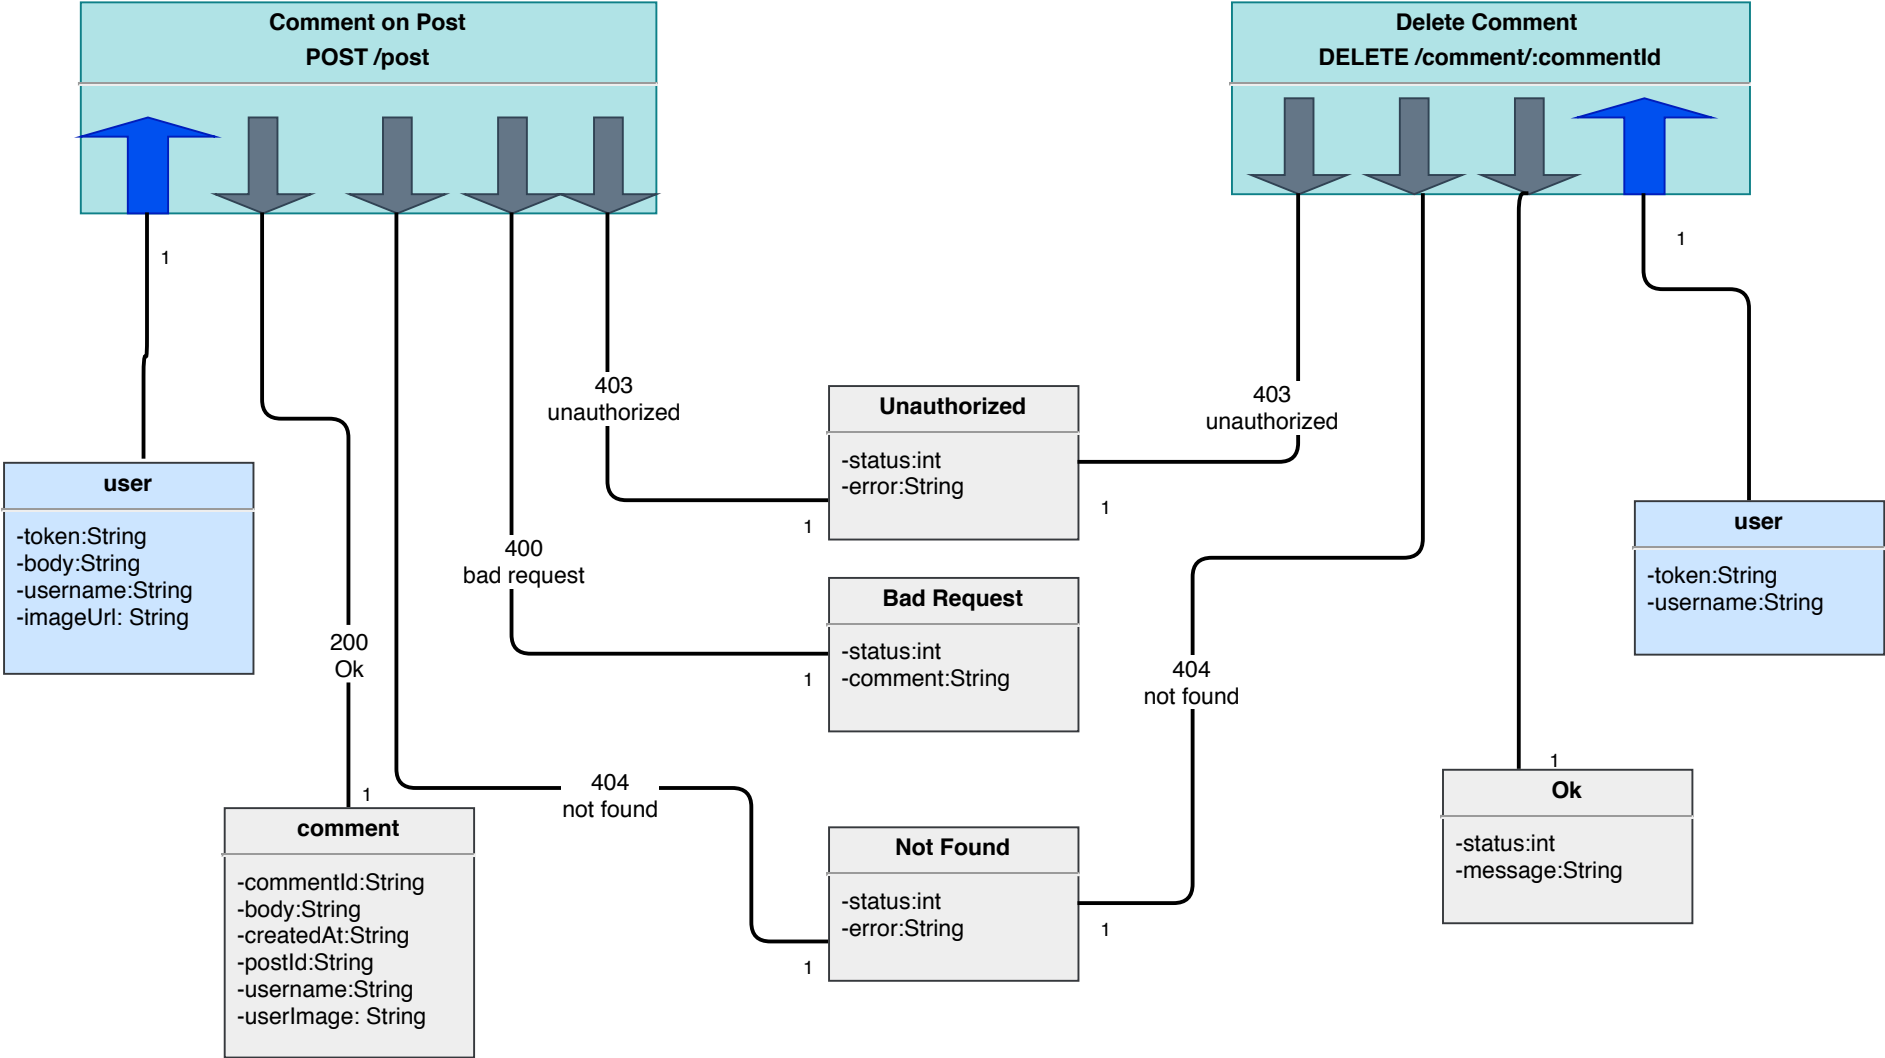 Comment on Post
POST /post
Delete Comment
DELETE /comment/:commentId
1
1
403
unauthorized
403
unauthorized
Unauthorized
-status:int
-error:String
1
1
user
-token:String
-body:String
-username:String
-imageUrl: String
user
-token:String
-username:String
400
bad request
Bad Request
-status:int
-comment:String
1
200
Ok
404
not found
404
not found
1
comment
-commentId:String
-body:String
-createdAt:String
-postId:String
-username:String
-userImage: String
Not Found
-status:int
-error:String
1
1
1
Ok
-status:int
-message:String